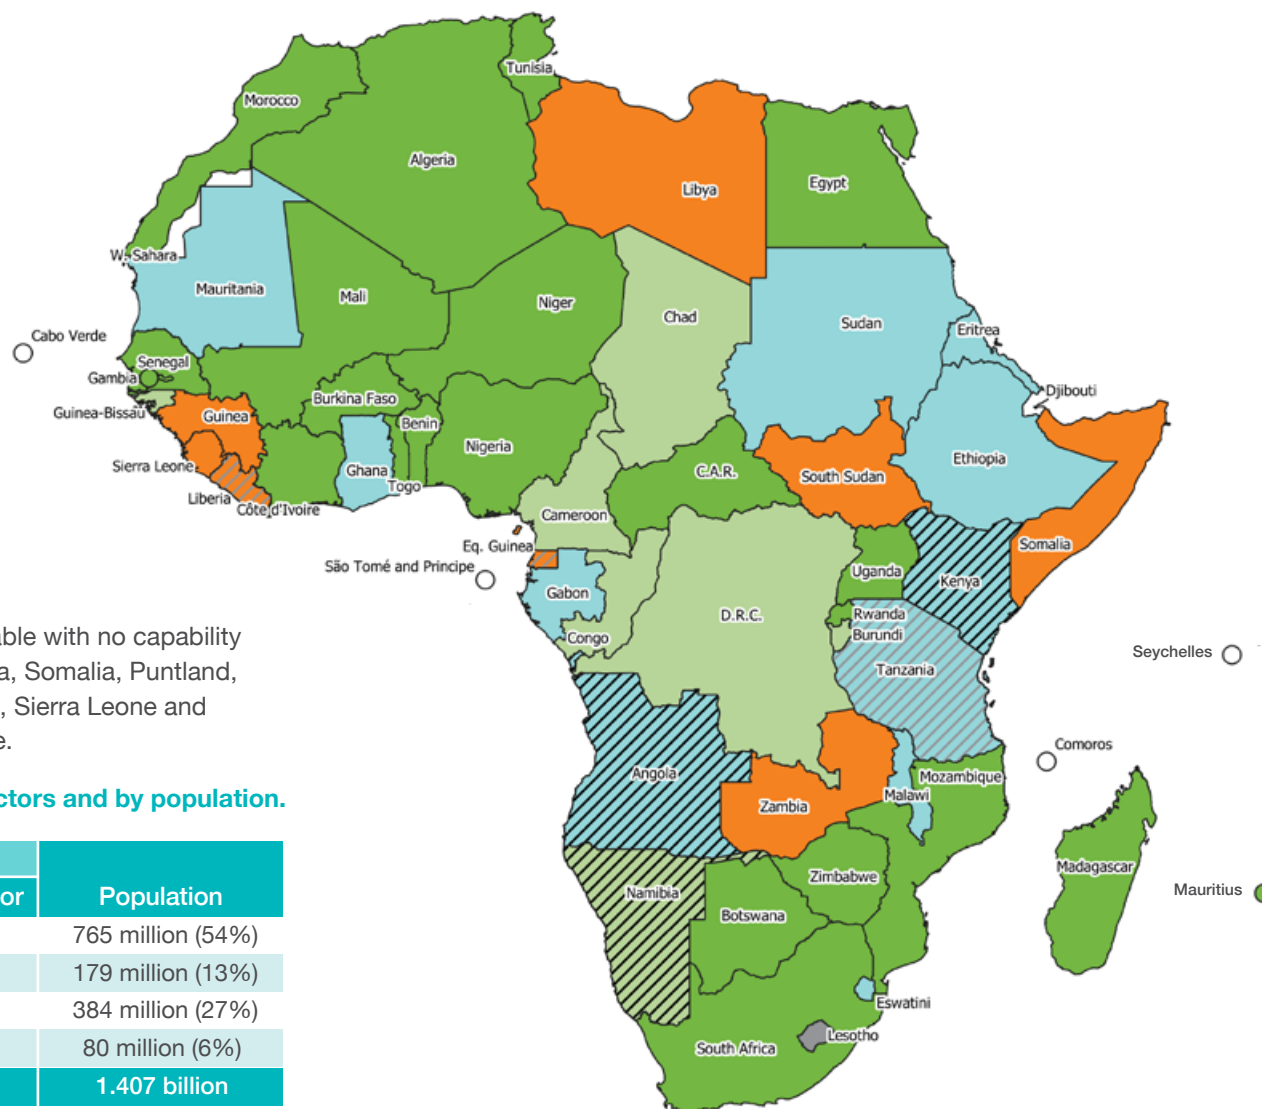 Tunisia
Morocco
Algeria
Libya
Egypt
W. Sahara
Mauritania
Mali
Niger
Chad
Sudan
Eritrea
Cabo Verde
Senegal
Gambia
Djibouti
Burkina Faso
Guinea-Bissau
Guinea
Benin
Nigeria
Ethiopia
Sierra Leone
Ghana
C.A.R.
South Sudan
Togo
Liberia
Côte d'Ivoire
Cameroon
Eq. Guinea
Somalia
São Tomé and Principe
Uganda
Kenya
Gabon
D.R.C.
Rwanda
Congo
Burundi
able with no capability
a, Somalia, Puntland,
, Sierra Leone and
e.
Seychelles
Tanzania
Comoros
Angola
Mozambique
Malawi
Zambia
Madagascar
Zimbabwe
Mauritius
Namibia
Botswana
Eswatini
Lesotho
South Africa
ctors and by population.
or Population
765 million (54%)
179 million (13%)
384 million (27%)
80 million (6%)
1.407 billion